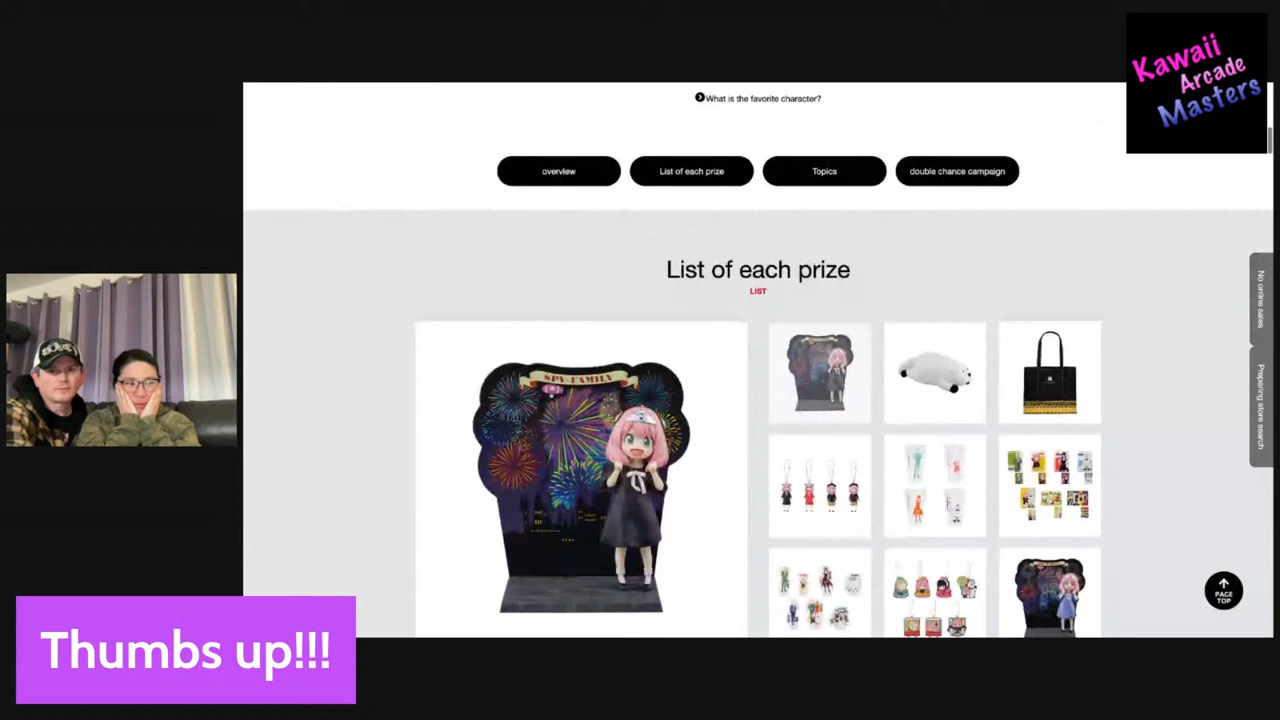 Kawaii
Arcade
Masters
What is the favorite character?
overview
List of each prize
Topics
double chance campaign
List of each prize
LIST
SPY×FAMILY
No online sales
Preparing store search
PAGE
TOP
Thumbs up!!!